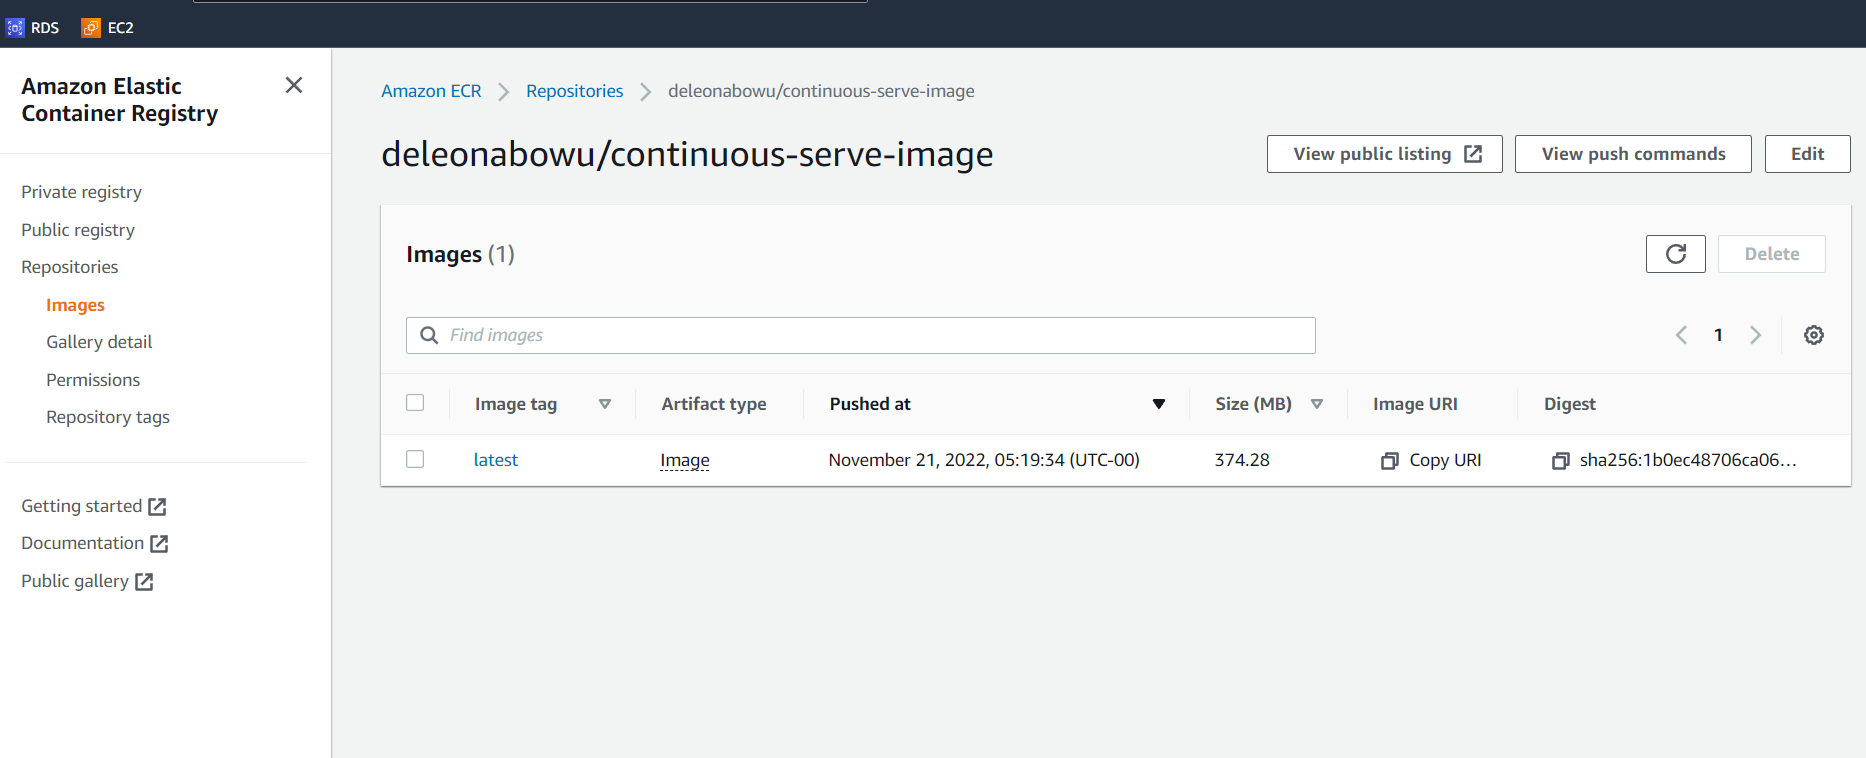 RDS EC2
Amazon Elastic
Container Registry
Private registry
Public registry
Repositories
Images
Gallery detail
Permissions
Repository tags
Getting started
Documentation
Public gallery
Amazon ECR > Repositories > deleonabowu/continuous-serve-image
deleonabowu/continuous-serve-image
View public listing View push commands Edit
Images (1)
Delete
Find images
1
Image tag Artifact type Pushed at Size (MB) Image URI Digest
latest Image November 21, 2022, 05:19:34 (UTC-00) 374.28 Copy URI sha256:1b0ec48706ca06...